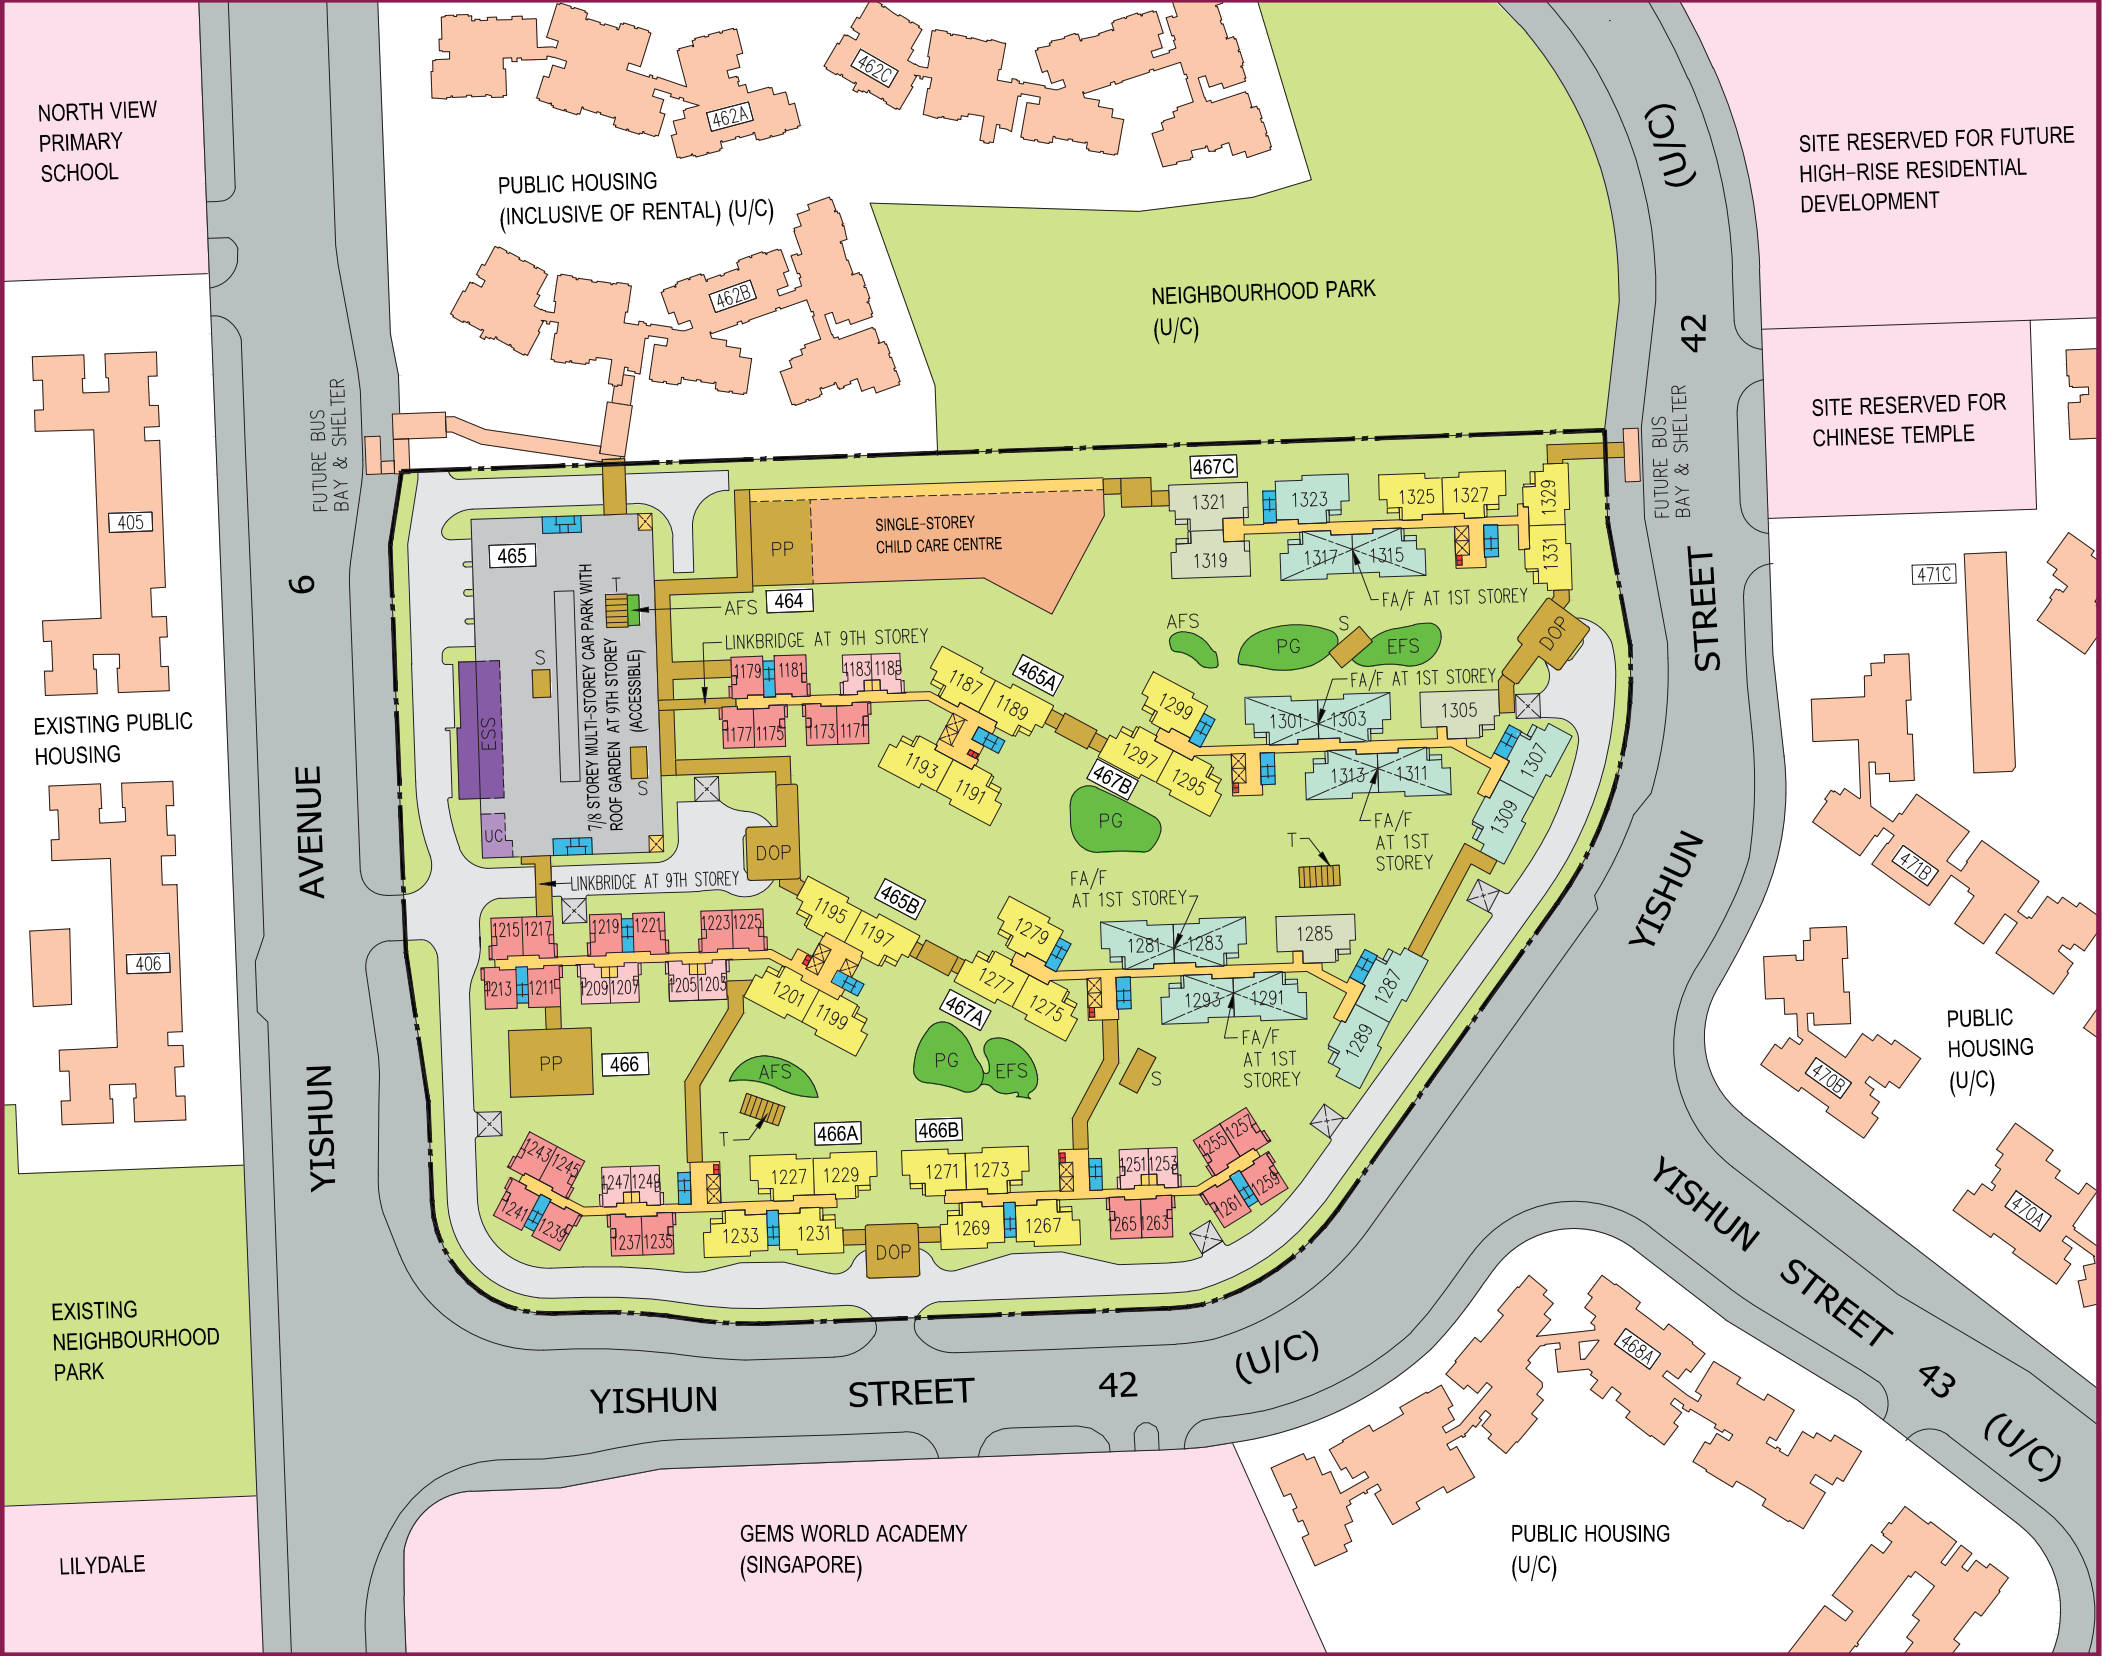 NORTH VIEW
PRIMARY
SCHOOL
462A
462C
PUBLIC HOUSING
(INCLUSIVE OF RENTAL) (U/C)
462B
NEIGHBOURHOOD PARK
(U/C)
(U/C)
SITE RESERVED FOR FUTURE
HIGH-RISE RESIDENTIAL
DEVELOPMENT
42
SITE RESERVED FOR
CHINESE TEMPLE
FUTURE BUS
BAY & SHELTER
FUTURE BUS
BAY & SHELTER
STREET
YISHUN
405
EXISTING PUBLIC
HOUSING
406
6
AVENUE
YISHUN
465
7/8 STOREY MULTI-STOREY CAR PARK WITH
ROOF GARDEN AT 9TH STOREY
(ACCESSIBLE)
T
S
S
ESS
UC
AFS
464
PP
SINGLE-STOREY
CHILD CARE CENTRE
LINKBRIDGE AT 9TH STOREY
467C
1321
1323
1325
1327
1329
1331
1319
1317
1315
FA/F AT 1ST STOREY
DOP
AFS
PG
S
EFS
1179
1181
1183
1185
1187
1189
465A
1177
1175
1173
1171
1193
1191
1299
1297
1295
467B
1301
1303
1305
FA/F AT 1ST STOREY
1307
1309
1313
1311
FA/F
AT 1ST
STOREY
PG
T
DOP
LINKBRIDGE AT 9TH STOREY
1215
1217
1219
1221
1223
1225
1195
1197
465B
1213
1211
1209
1207
1205
1203
1201
1199
1279
1277
1275
467A
FA/F
AT 1ST STOREY
1281
1283
1285
1287
1289
1293
1291
FA/F
AT 1ST
STOREY
PP
466
AFS
T
PG
EFS
S
466A
466B
1243
1245
1247
1249
1227
1229
1241
1239
1237
1235
1233
1231
DOP
1271
1273
1251
1253
1255
1257
1269
1267
1265
1263
1261
1259
471C
471B
470B
PUBLIC
HOUSING
(U/C)
470A
EXISTING
NEIGHBOURHOOD
PARK
LILYDALE
YISHUN STREET 42 (U/C)
YISHUN STREET 43 (U/C)
468A
GEMS WORLD ACADEMY
(SINGAPORE)
PUBLIC HOUSING
(U/C)